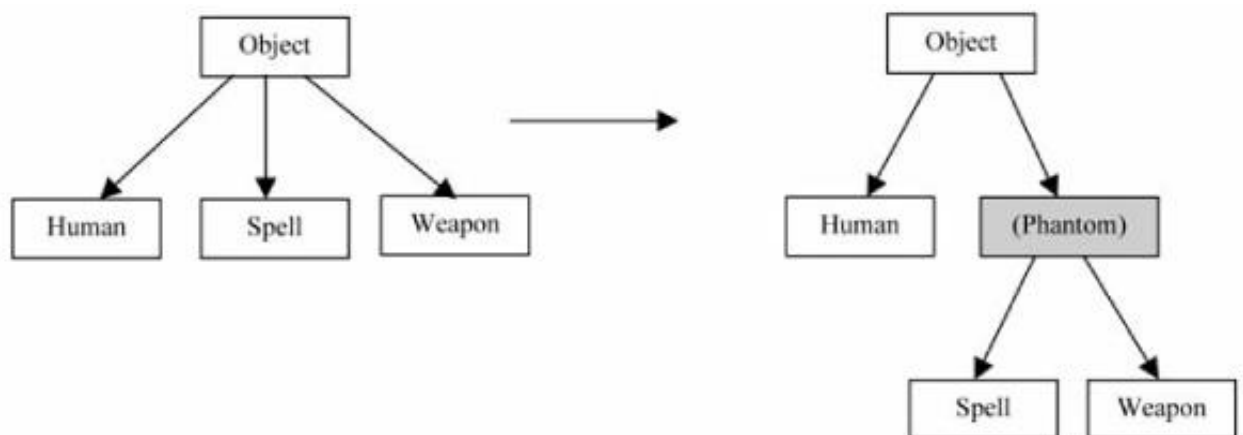 Object
Human
Spell
Weapon
Object
Human
(Phantom)
Spell
Weapon